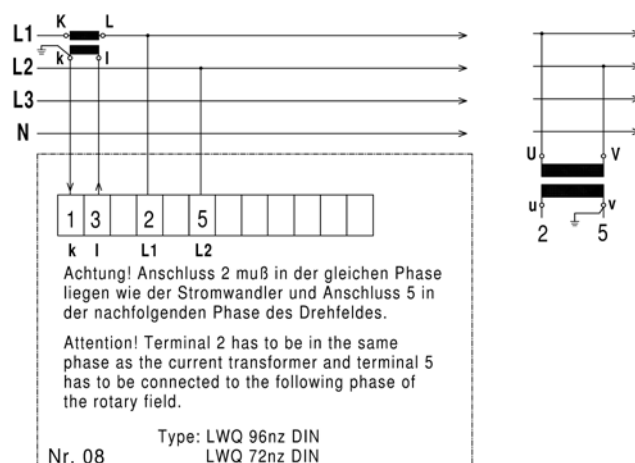 K L
L1
k l
L2
L3
N
U V
u v
2 5
1 3 2 5
k l L1 L2
Achtung! Anschluss 2 muß in der gleichen Phase
liegen wie der Stromwandler und Anschluss 5 in
der nachfolgenden Phase des Drehfeldes.
Attention! Terminal 2 has to be in the same
phase as the current transformer and terminal 5
has to be connected to the following phase of
the rotary field.
Type: LWQ 96nz DIN
Nr. 08 LWQ 72nz DIN